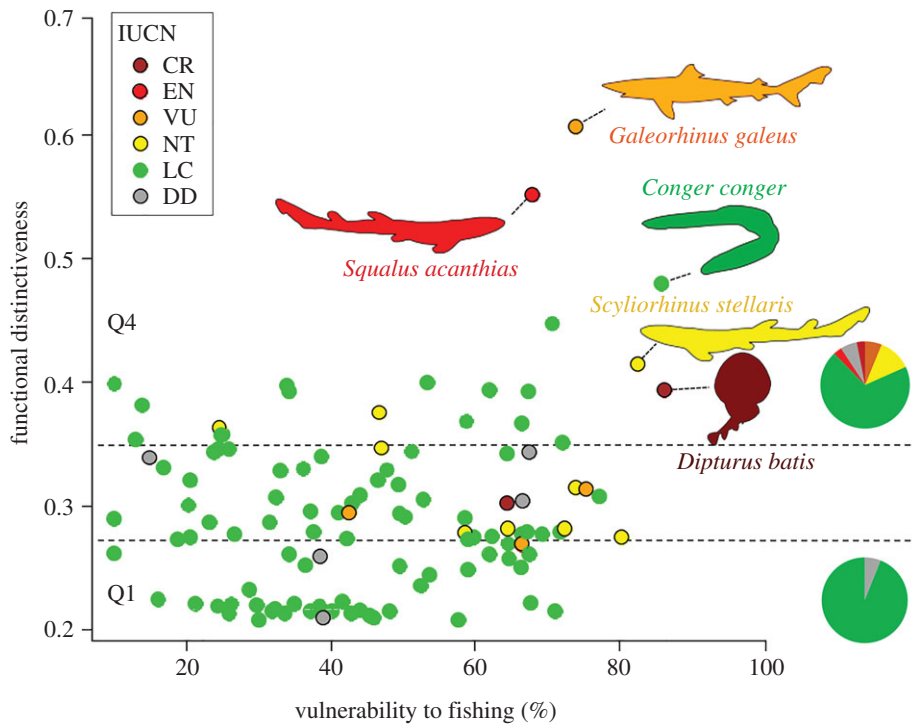 0.7
IUCN
CR
EN
VU
NT
LC
DD
0.6
0.5
0.4
0.3
0.2
functional distinctiveness
Galeorhinus galeus
Conger conger
Squalus acanthias
Scyliorhinus stellaris
Q4
Dipturus batis
Q1
20 40 60 80 100
vulnerability to fishing (%)